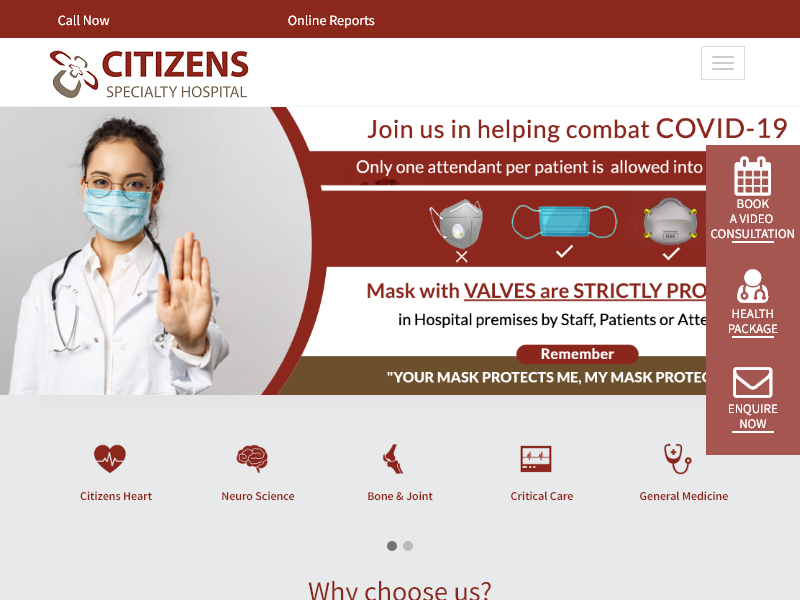 Call Now
Online Reports
CITIZENS
SPECIALTY HOSPITAL
Join us in helping combat COVID-19
Only one attendant per patient is allowed into
BOOK
A VIDEO
CONSULTATION
Mask with VALVES are STRICTLY PRO
in Hospital premises by Staff, Patients or Atte
HEALTH
PACKAGE
Remember
"YOUR MASK PROTECTS ME, MY MASK PROTEC
ENQUIRE
NOW
Citizens Heart
Neuro Science
Bone & Joint
Critical Care
General Medicine
Why choose us?